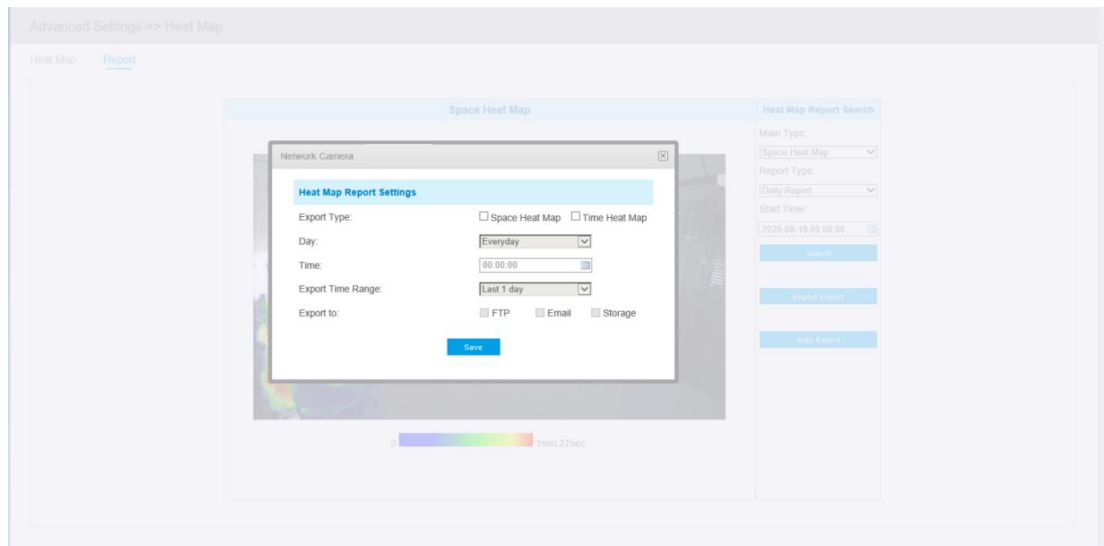 Advanced Settings >> Heat Map
Heat Map Report
Space Heat Map
Heat Map Report Search
Main Type:
Space Heat Map
Report Type:
Daily Report
Start Time:
2020-08-10 00:00:00
Search
Report Export
Auto Export
Network Camera
Heat Map Report Settings
Export Type: Space Heat Map Time Heat Map
Day: Everyday
Time: 00:00:00
Export Time Range: Last 1 day
Export to: FTP Email Storage
Save
0 1min.27sec.